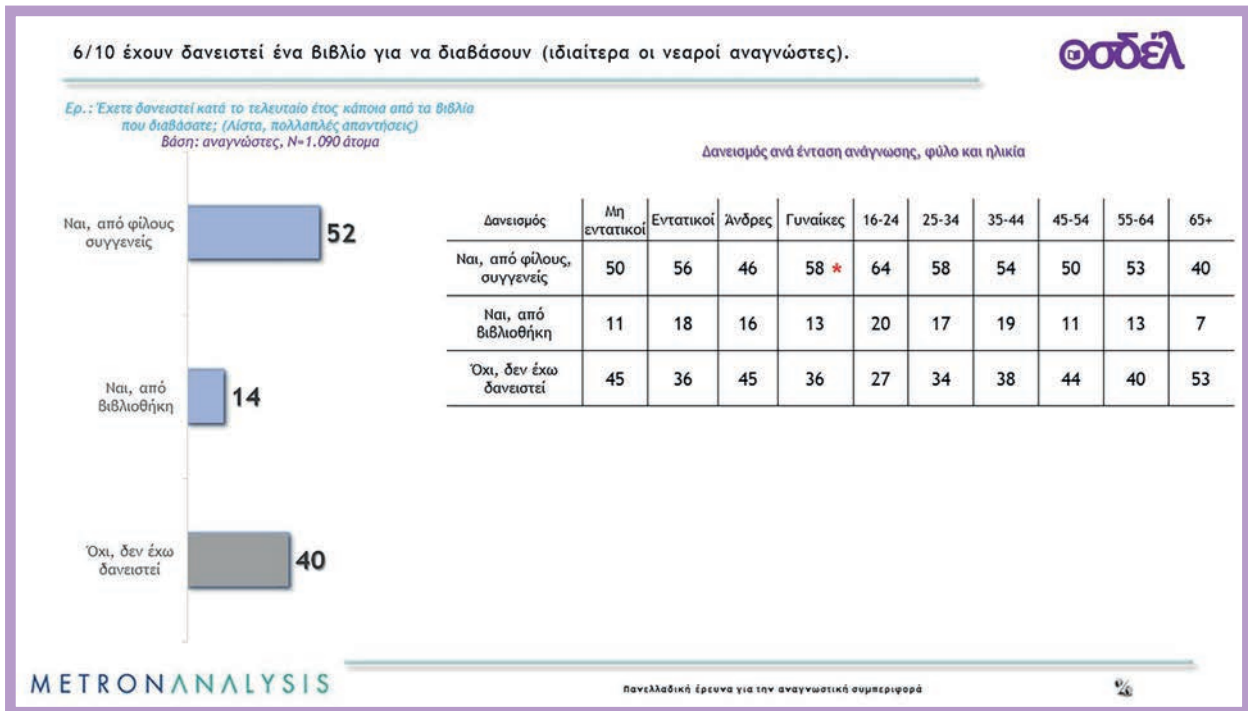 6/10 έχουν δανειστεί ένα βιβλίο για να διαβάσουν (ιδιαίτερα οι νεαροί αναγνώστες).
οσδέλ
Ερ.: Έχετε δανειστεί κατά το τελευταίο έτος κάποια από τα βιβλία
που διαβάσατε; (Λίστα, πολλαπλές απαντήσεις)
Βάση: αναγνώστες, N=1.090 άτομα
Ναι, από φίλους
συγγενείς
52
Ναι, από
βιβλιοθήκη
14
Όχι, δεν έχω
δανειστεί
40
Δανεισμός ανά ένταση ανάγνωσης, φύλο και ηλικία
Δανεισμός Μη εντατικοί Εντατικοί Άνδρες Γυναίκες 16-24 25-34 35-44 45-54 55-64 65+
Ναι, από φίλους, συγγενείς 50 56 46 58 * 64 58 54 50 53 40
Ναι, από βιβλιοθήκη 11 18 16 13 20 17 19 11 13 7
Όχι, δεν έχω δανειστεί 45 36 45 36 27 34 38 44 40 53
METRONANALYSIS
Πανελλαδική έρευνα για την αναγνωστική συμπεριφορά